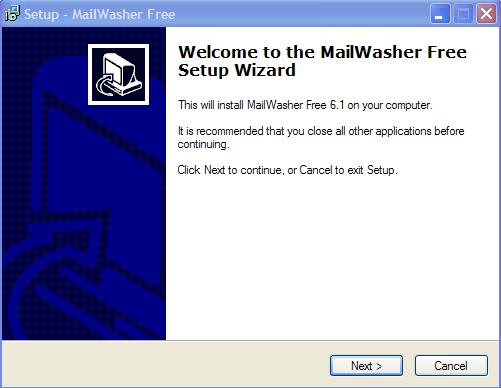 Setup - MailWasher Free
Welcome to the MailWasher Free
Setup Wizard
This will install MailWasher Free 6.1 on your computer.
It is recommended that you close all other applications before
continuing.
Click Next to continue, or Cancel to exit Setup.
Next >
Cancel